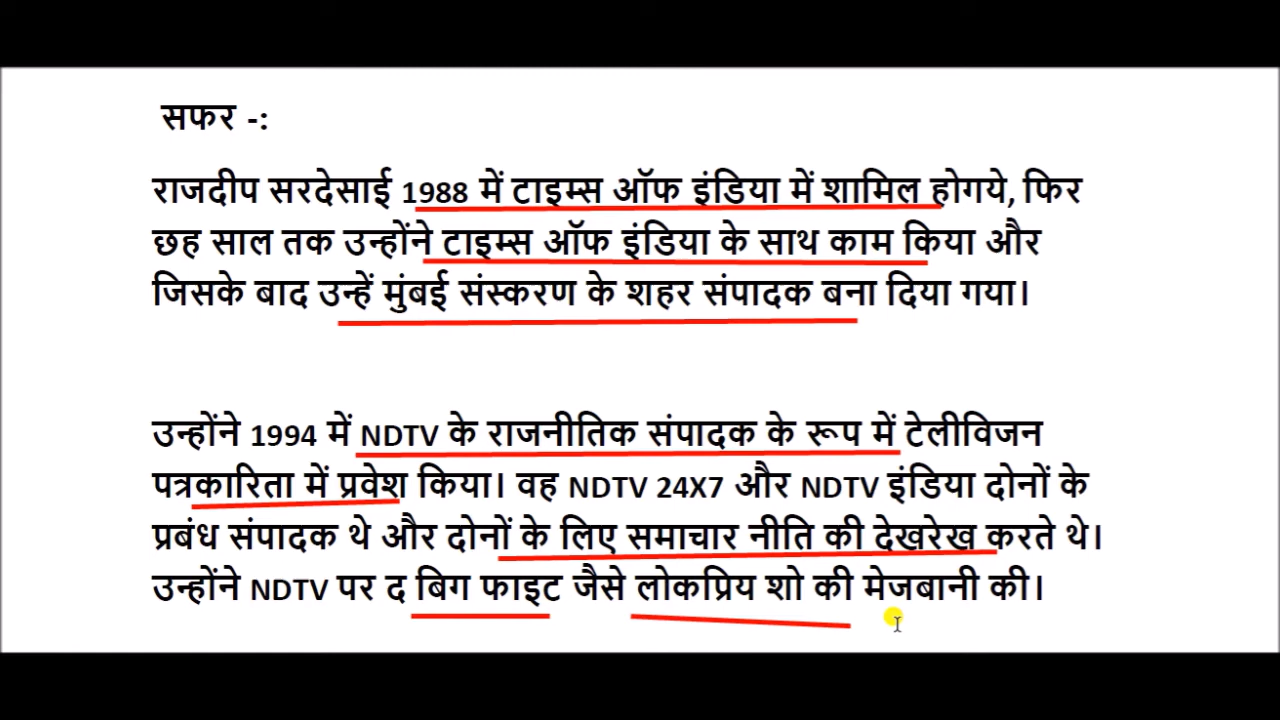 सफर -:
राजदीप सरदेसाई 1988 में टाइम्स ऑफ इंडिया में शामिल होगये, फिर
छह साल तक उन्होंने टाइम्स ऑफ इंडिया के साथ काम किया और
जिसके बाद उन्हें मुंबई संस्करण के शहर संपादक बना दिया गया।
उन्होंने 1994 में NDTV के राजनीतिक संपादक के रूप में टेलीविजन
पत्रकारिता में प्रवेश किया। वह NDTV 24X7 और NDTV इंडिया दोनों के
प्रबंध संपादक थे और दोनों के लिए समाचार नीति की देखरेख करते थे।
उन्होंने NDTV पर द बिग फाइट जैसे लोकप्रिय शो की मेजबानी की।